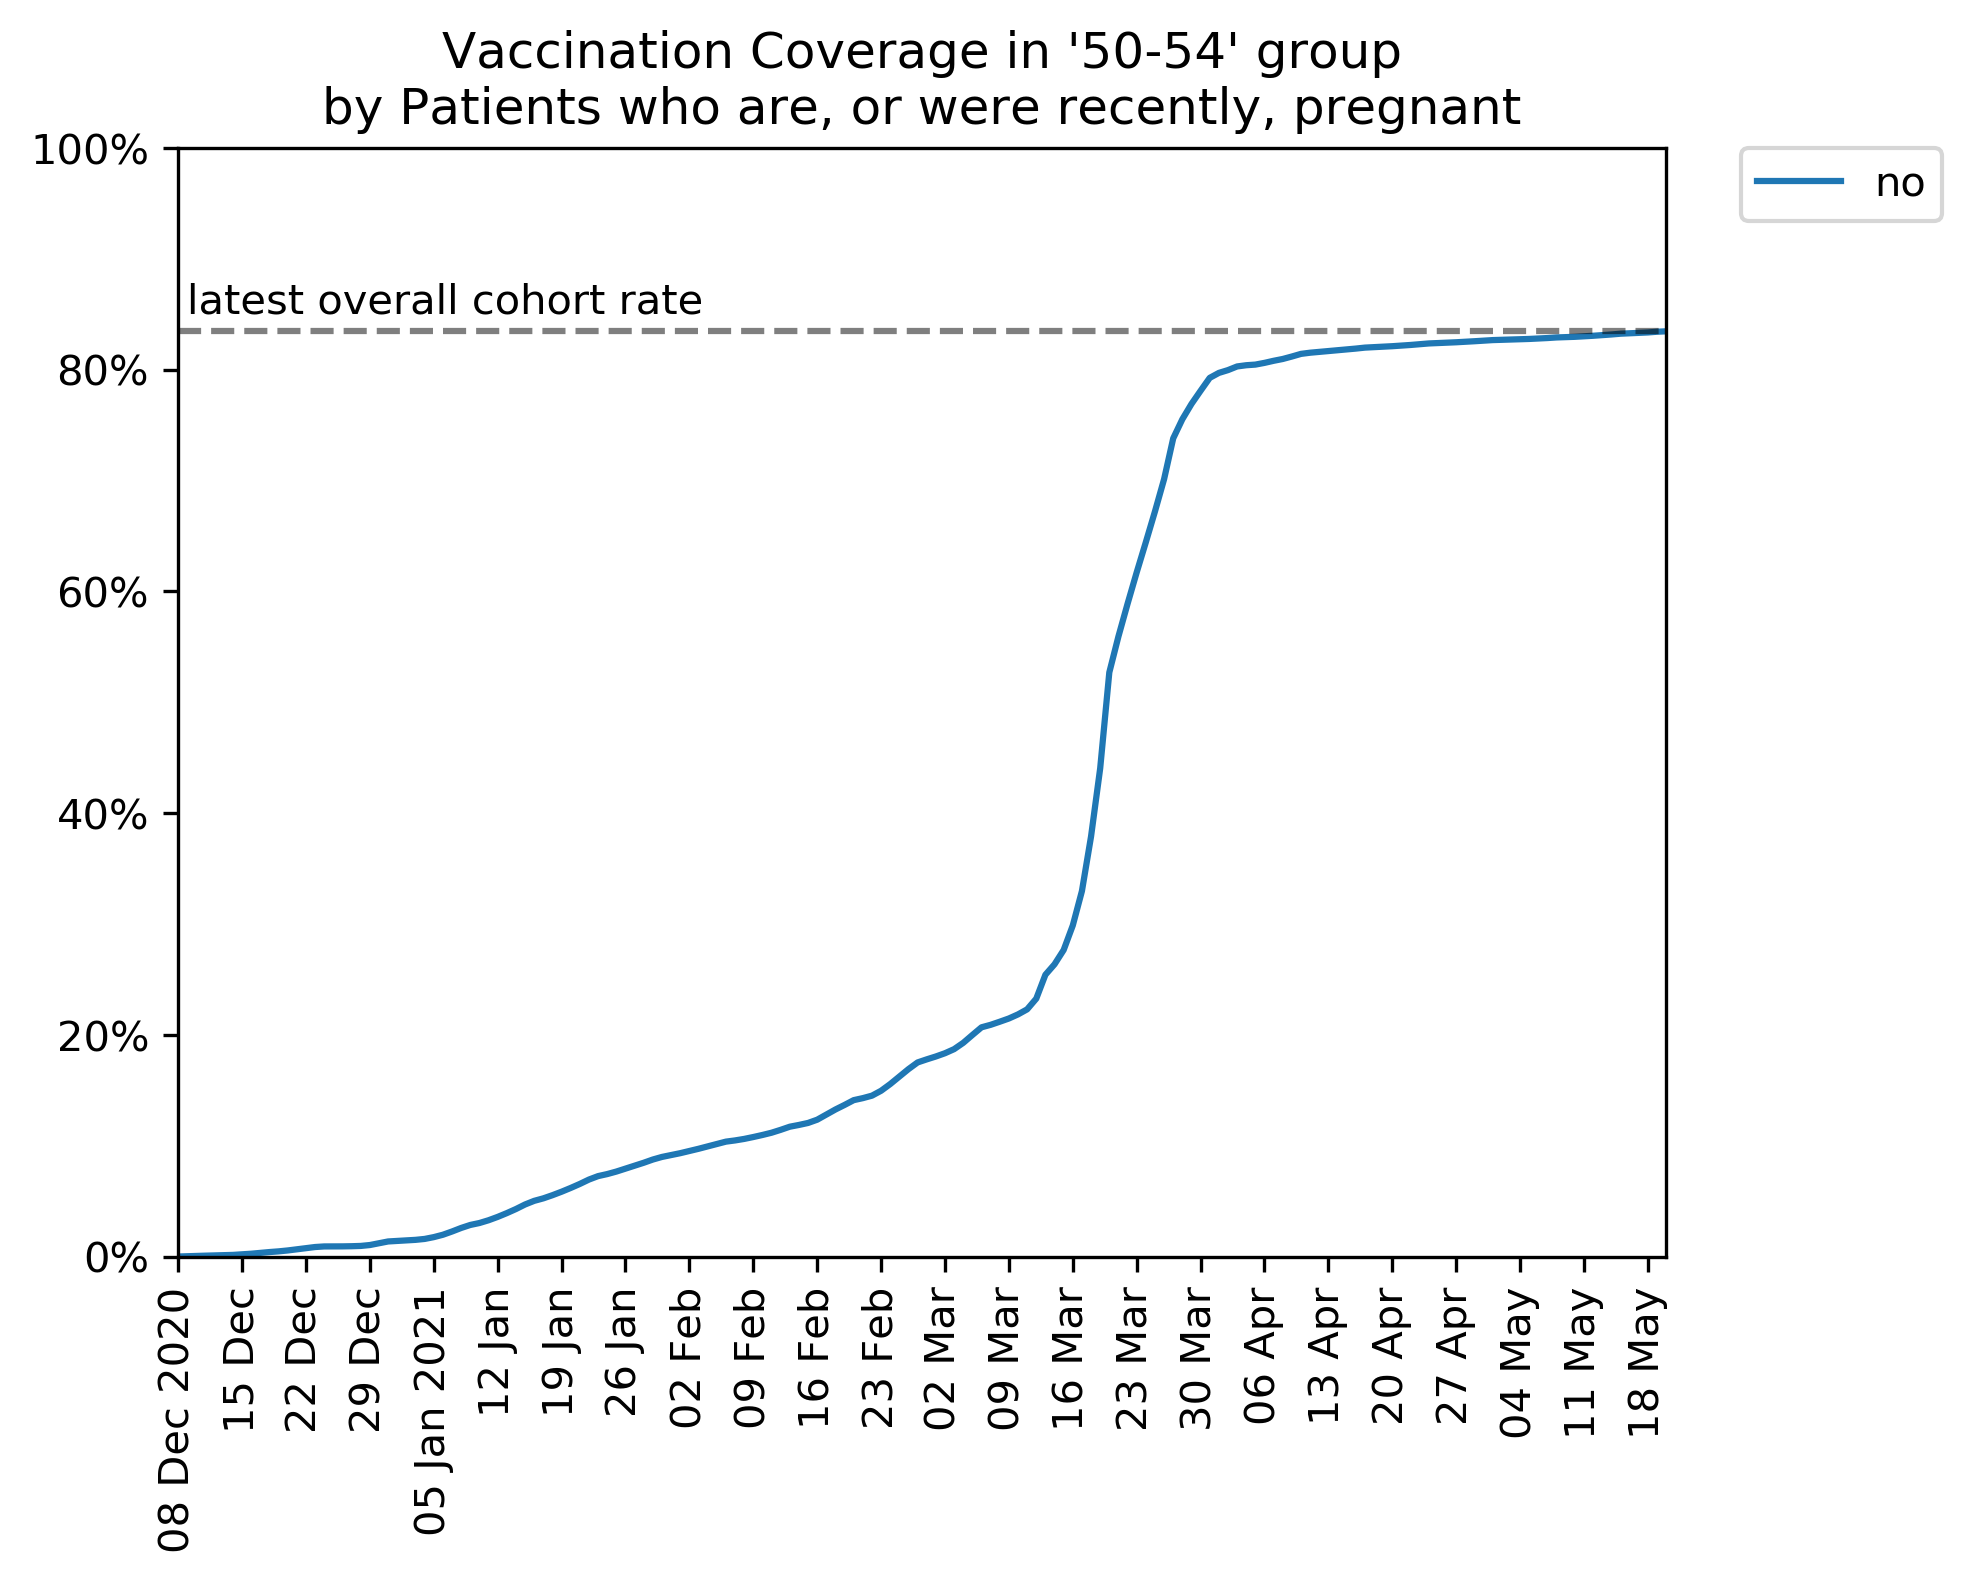 Vaccination Coverage in '50-54' group
by Patients who are, or were recently, pregnant
100%
80%
60%
40%
20%
0%
latest overall cohort rate
no
08 Dec 2020
15 Dec
22 Dec
29 Dec
05 Jan 2021
12 Jan
19 Jan
26 Jan
02 Feb
09 Feb
16 Feb
23 Feb
02 Mar
09 Mar
16 Mar
23 Mar
30 Mar
06 Apr
13 Apr
20 Apr
27 Apr
04 May
11 May
18 May